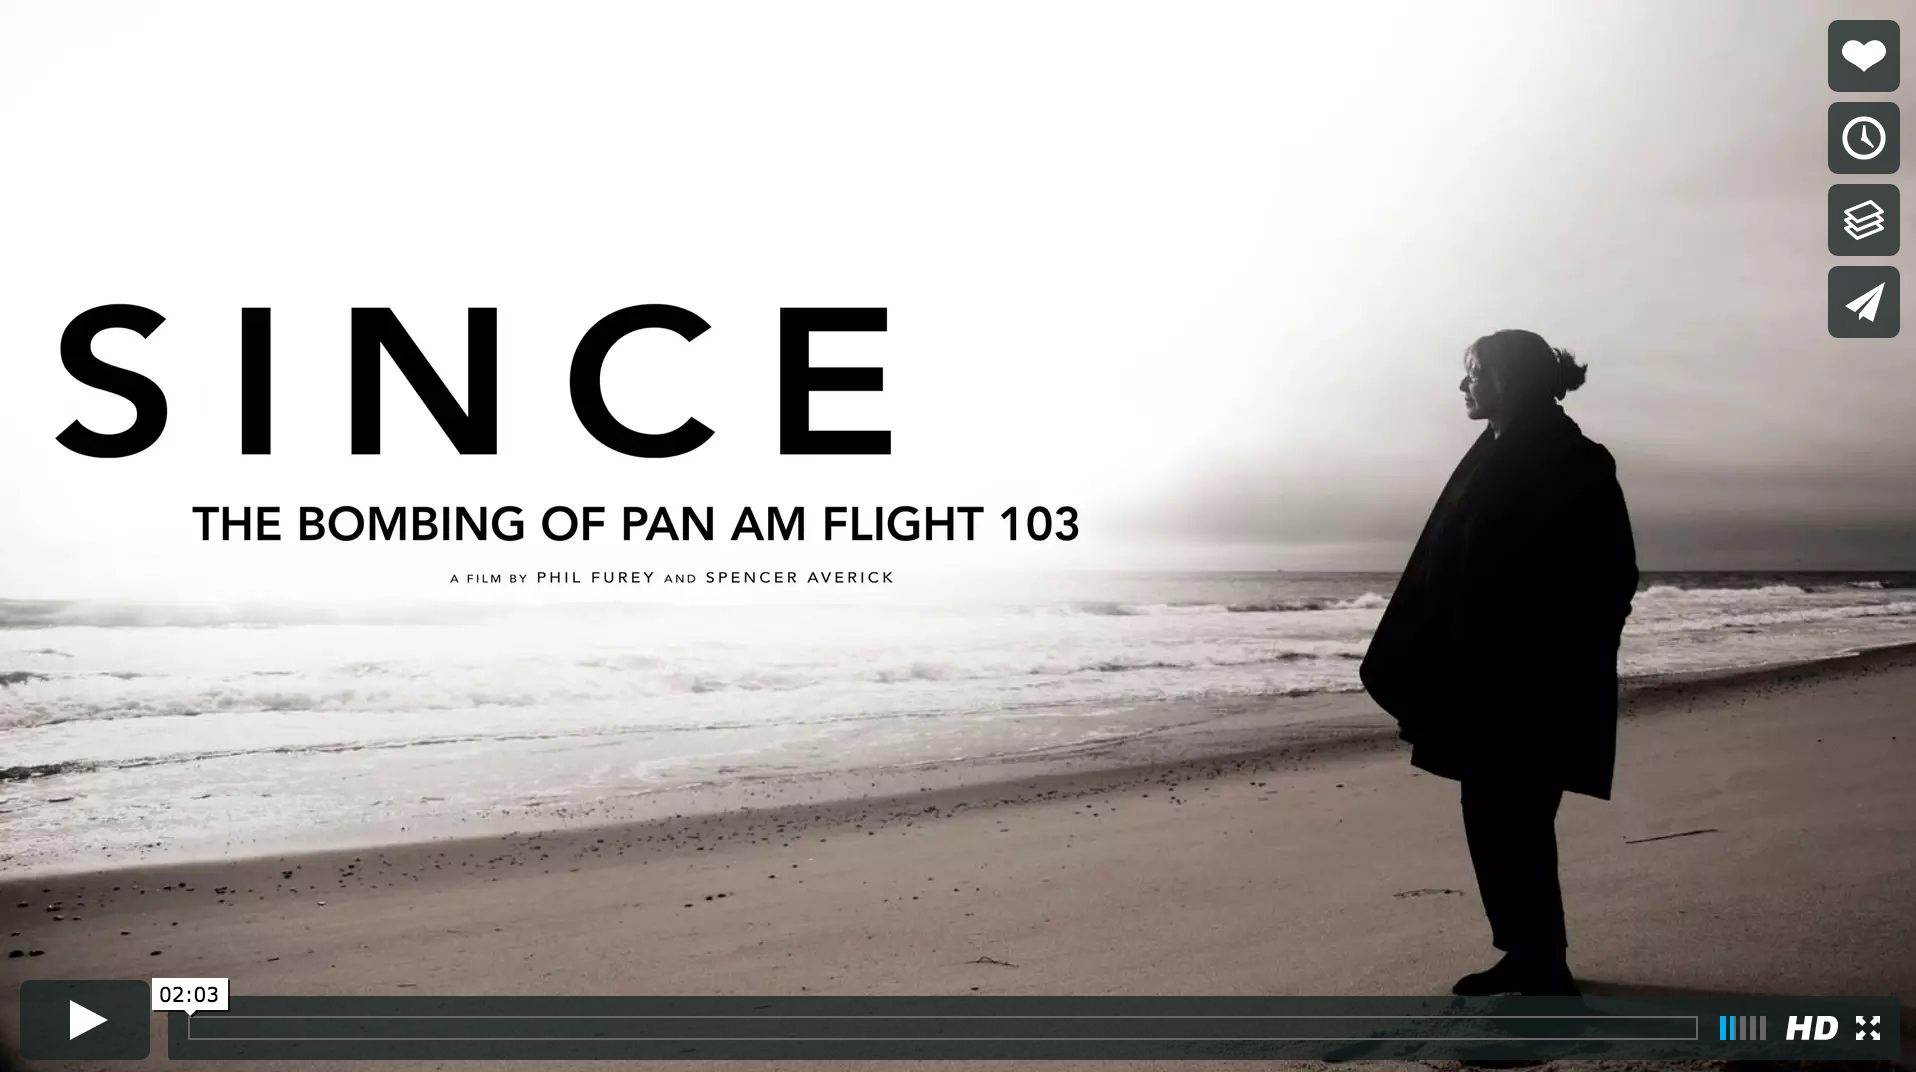 SINCE
THE BOMBING OF PAN AM FLIGHT 103
A FILM BY PHIL FUREY AND SPENCER AVERICK
02:03
HD